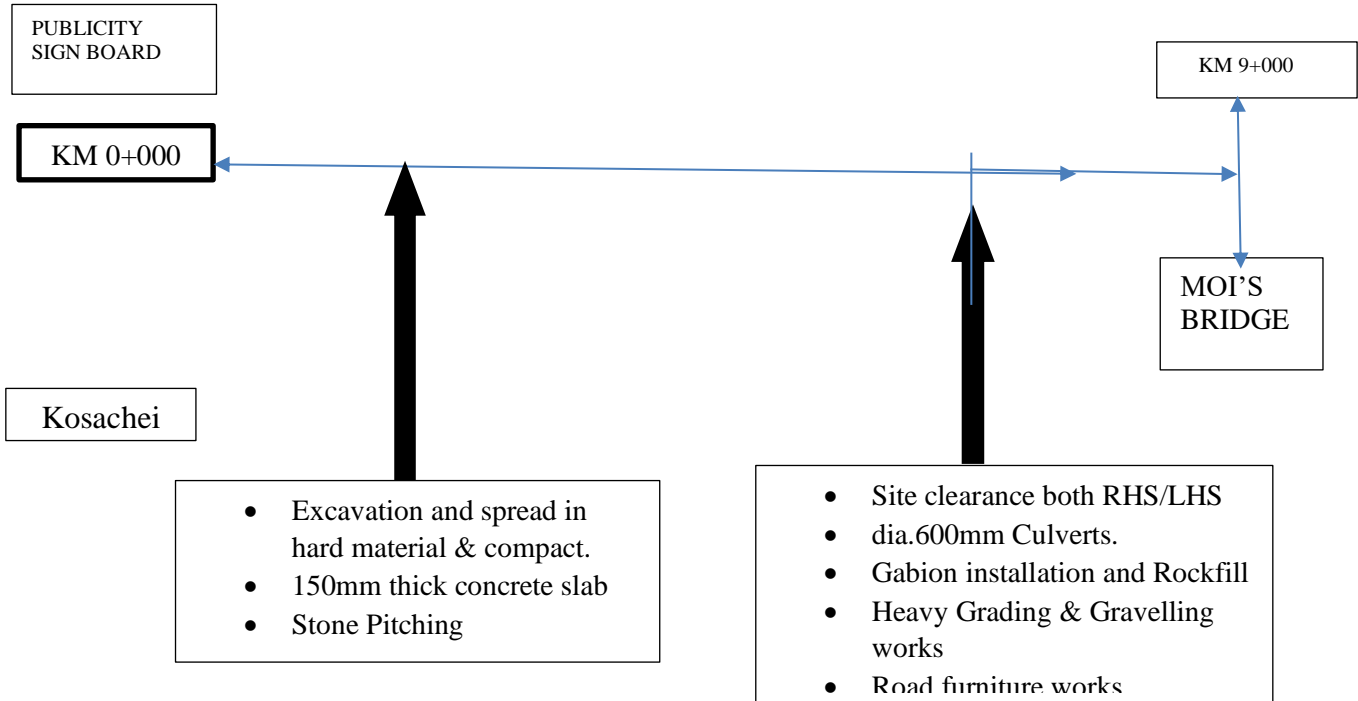 PUBLICITY
SIGN BOARD
KM 9+000
KM 0+000
MOI’S
BRIDGE
Kosachei
• Excavation and spread in
hard material & compact.
• 150mm thick concrete slab
• Stone Pitching
• Site clearance both RHS/LHS
• dia.600mm Culverts.
• Gabion installation and Rockfill
• Heavy Grading & Gravelling
works
• Road furniture works